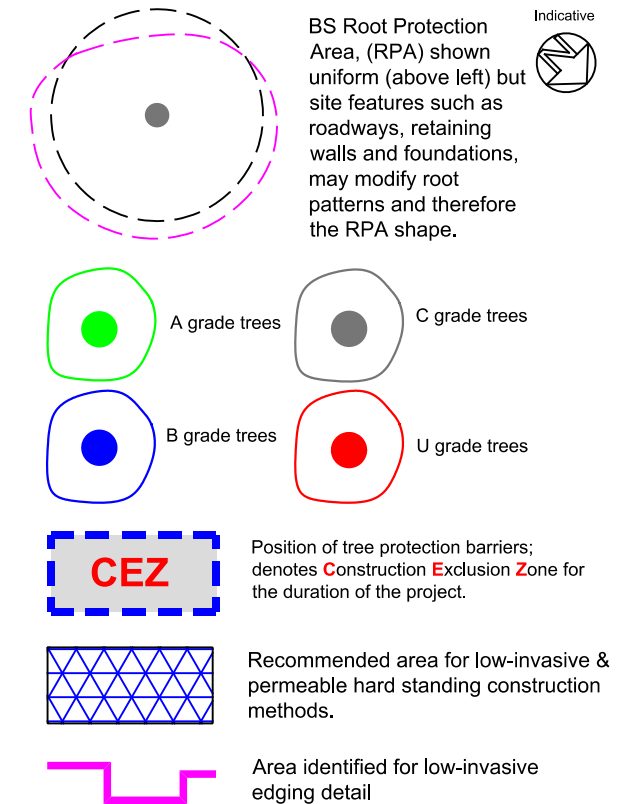 Indicative
BS Root Protection
Area, (RPA) shown
uniform (above left) but
site features such as
roadways, retaining
walls and foundations,
may modify root
patterns and therefore
the RPA shape.
A grade trees
C grade trees
B grade trees
U grade trees
CEZ
Position of tree protection barriers;
denotes Construction Exclusion Zone for
the duration of the project.
Recommended area for low-invasive &
permeable hard standing construction
methods.
Area identified for low-invasive
edging detail